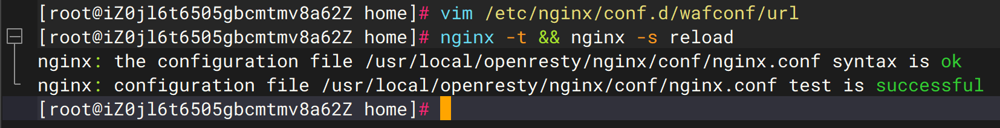 [root@iZ0jl6t6505gbcmtmv8a62Z home]# vim /etc/nginx/conf.d/wafconf/url
[root@iZ0jl6t6505gbcmtmv8a62Z home]# nginx -t && nginx -s reload
nginx: the configuration file /usr/local/openresty/nginx/conf/nginx.conf syntax is ok
nginx: configuration file /usr/local/openresty/nginx/conf/nginx.conf test is successful
[root@iZ0jl6t6505gbcmtmv8a62Z home]#